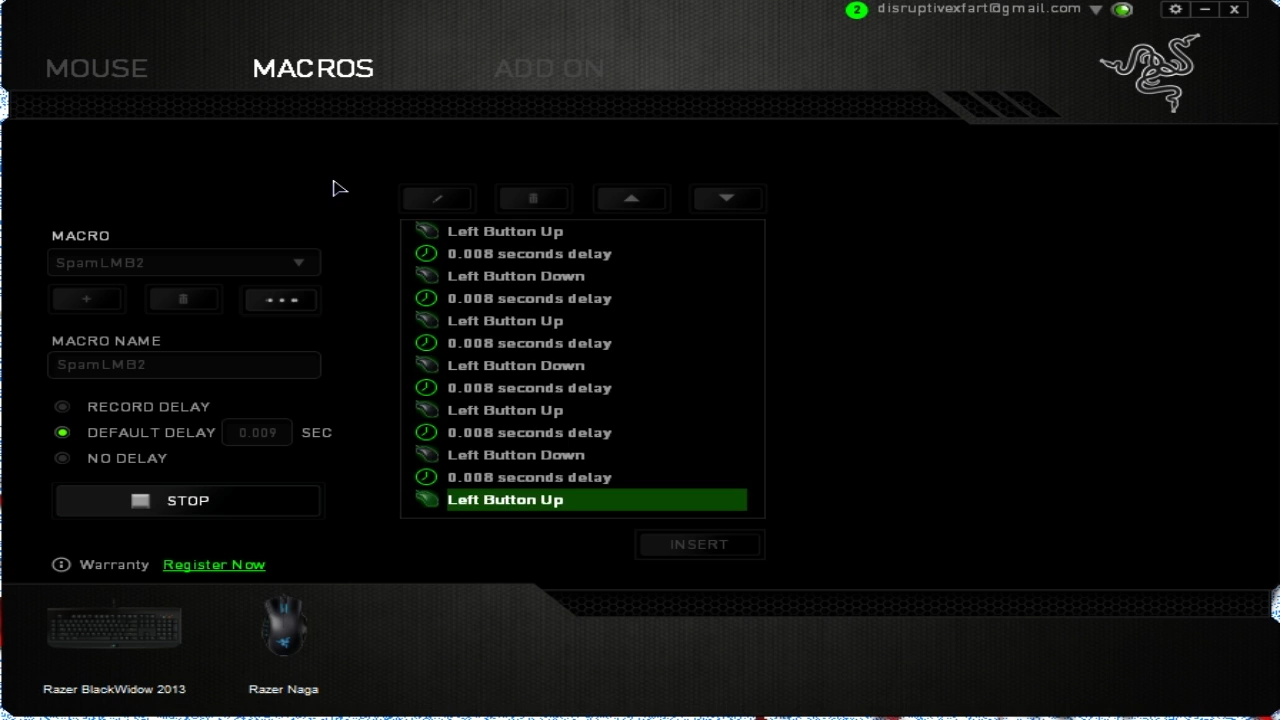 2 disruptivexfart@gmail.com
MOUSE MACROS ADD ON
MACRO
SpamLMB2
MACRO NAME
SpamLMB2
RECORD DELAY
DEFAULT DELAY 0.009 SEC
NO DELAY
STOP
Warranty Register Now
Left Button Up
0.008 seconds delay
Left Button Down
0.008 seconds delay
Left Button Up
0.008 seconds delay
Left Button Down
0.008 seconds delay
Left Button Up
0.008 seconds delay
Left Button Down
0.008 seconds delay
Left Button Up
INSERT
Razer BlackWidow 2013
Razer Naga